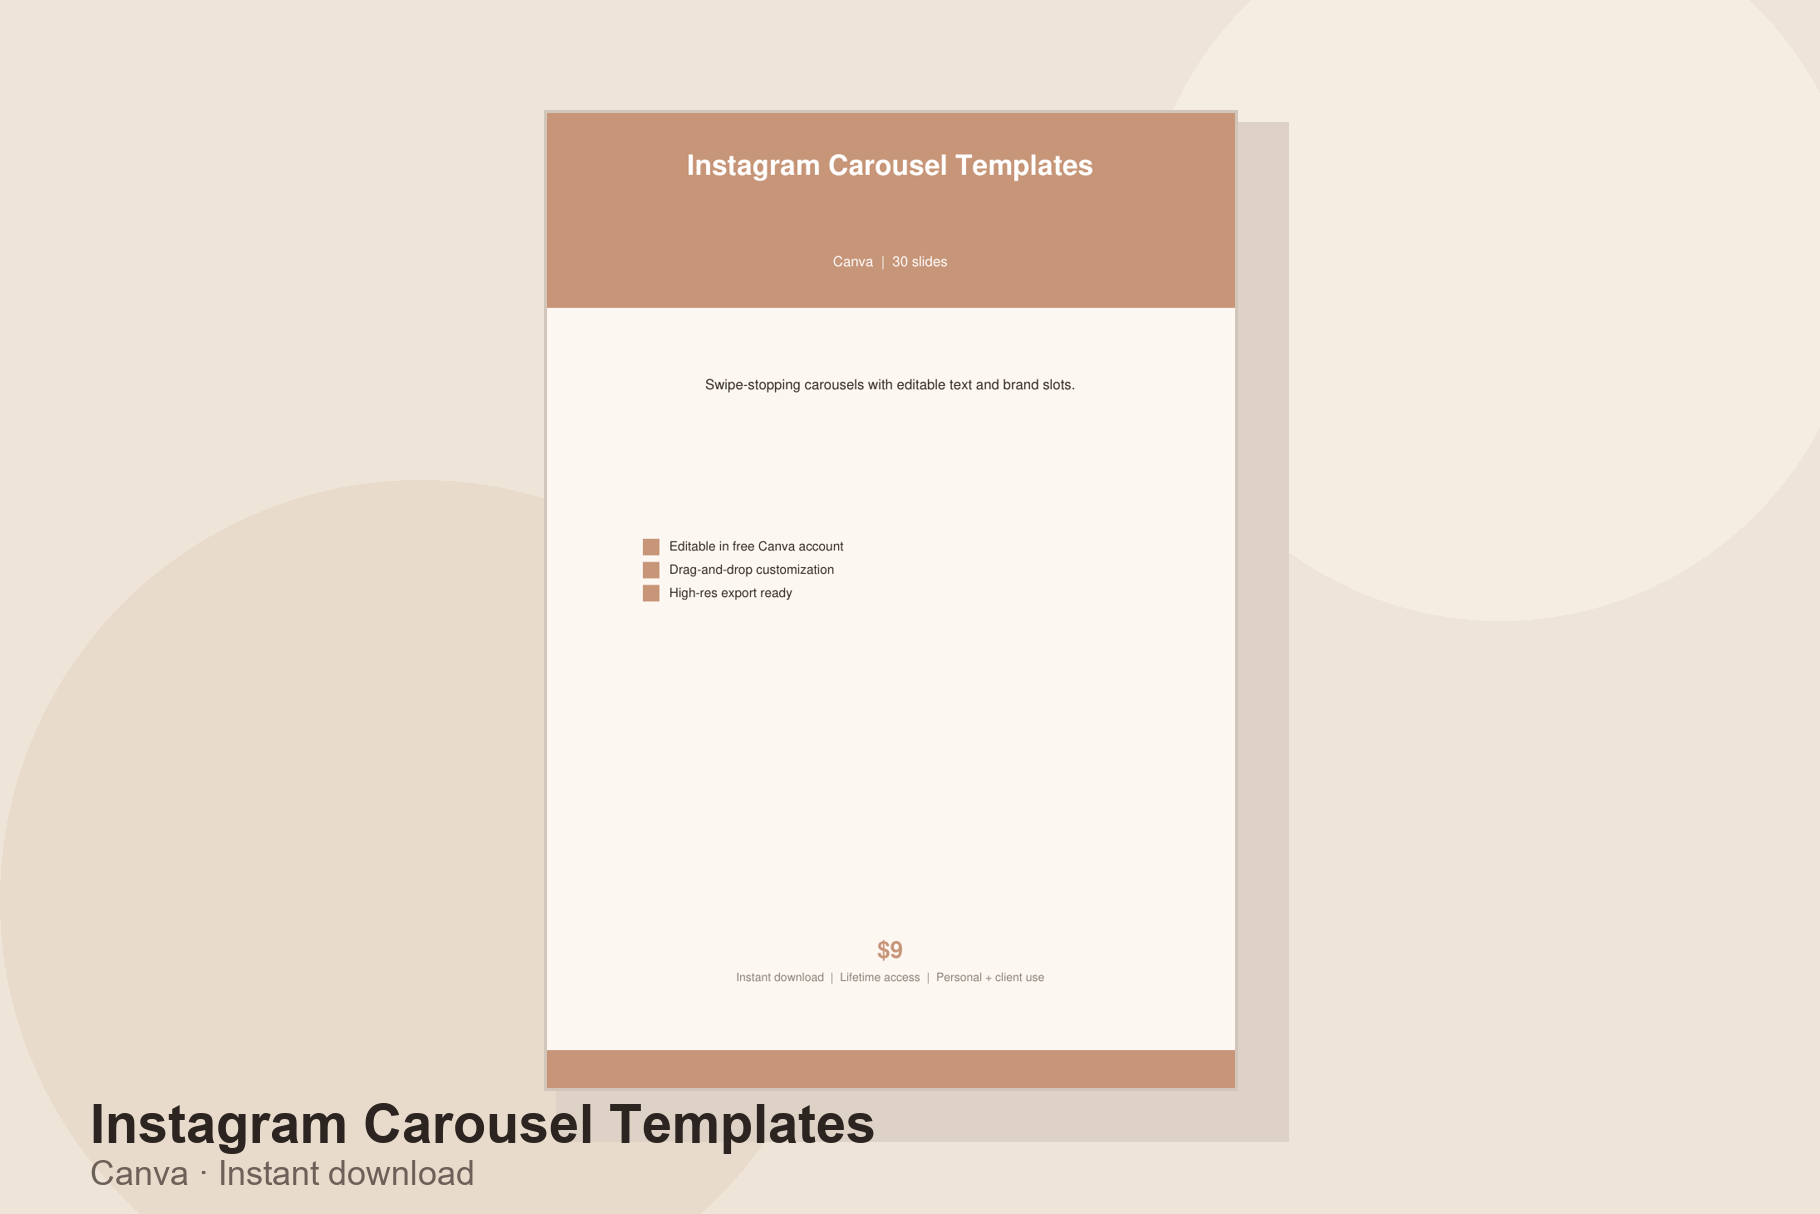 Instagram Carousel Templates
Canva | 30 slides
Swipe-stopping carousels with editable text and brand slots.
Editable in free Canva account
Drag-and-drop customization
High-res export ready
$9
Instant download | Lifetime access | Personal + client use
Instagram Carousel Templates
Canva · Instant download